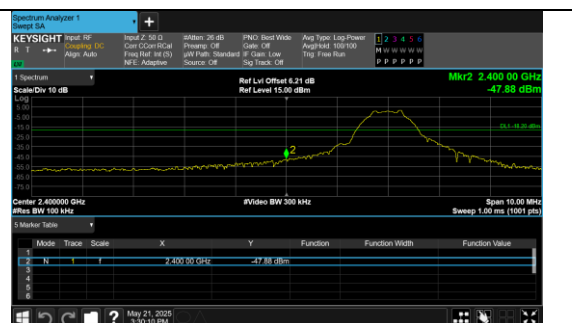 Spectrum Analyzer 1
Swept SA
+
KEYSIGHT Input: RF Input Z: 50 Ω #Atten: 26 dB PNO: Best Wide Avg Type: Log-Power 1 2 3 4 5 6
R T Coupling: DC Corr CCorr RCal Preamp: Off Gate: Off Avg|Hold: 100/100 M W W W W W
Align: Auto Freq Ref: Int (S) µW Path: Standard IF Gain: Low Trig: Free Run
NFE: Adaptive Source: Off Sig Track: Off P P P P P P
1 Spectrum Ref Lvl Offset 6.21 dB Mkr2 2.400 00 GHz
Scale/Div 10 dB Ref Level 15.00 dBm -47.88 dBm
Log
5.00
-5.00
-15.0
-25.0
-35.0
-45.0
-55.0
-65.0
-75.0
2
Center 2.400000 GHz #Video BW 300 kHz Span 10.00 MHz
#Res BW 100 kHz Sweep 1.00 ms (1001 pts)
5 Marker Table
Mode Trace Scale X Y Function Function Width Function Value
1
2 N 1 f 2.400 00 GHz -47.88 dBm
3
4
5
6
? May 21, 2025
3:30:10 PM